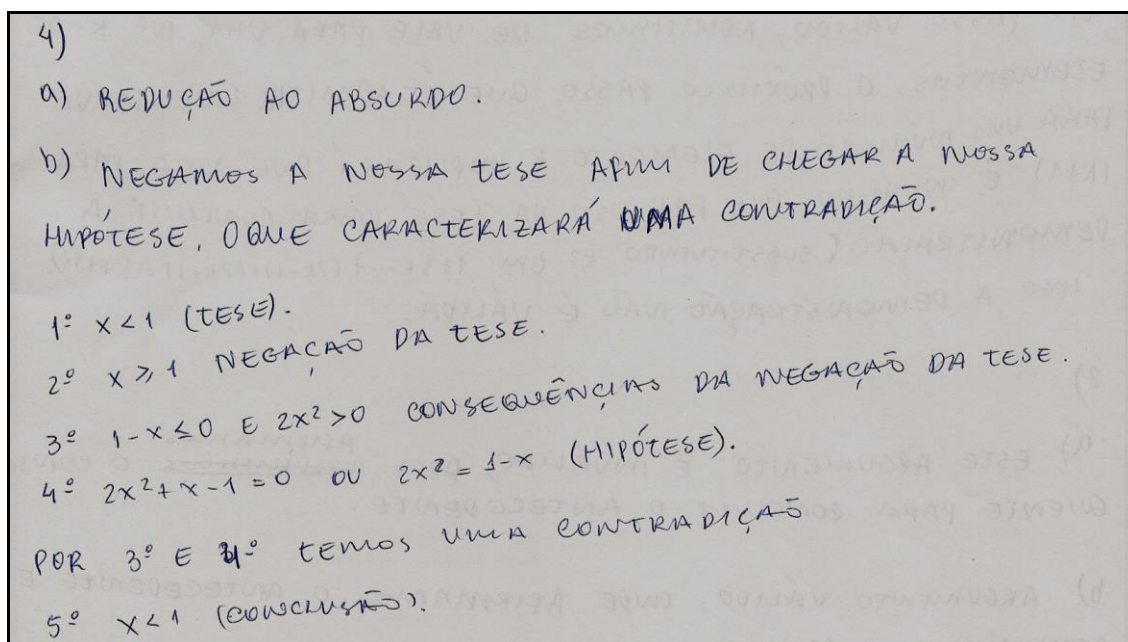 4)
a) REDUÇÃO AO ABSURDO.
b) NEGAMOS A NOSSA TESE AFIM DE CHEGAR A NOSSA
HIPÓTESE, O QUE CARACTERIZARÁ UMA CONTRADIÇÃO.
1º x < 1 (TESE).
2º x ⩾ 1 NEGAÇÃO DA TESE.
3º 1-x ≤ 0 E 2x² > 0 CONSEQUÊNCIAS DA NEGAÇÃO DA TESE.
4º 2x² + x - 1 = 0 OU 2x² = 1-x (HIPÓTESE).
POR 3º E 4º TEMOS UMA CONTRADIÇÃO
5º x < 1 (CONCLUSÃO).